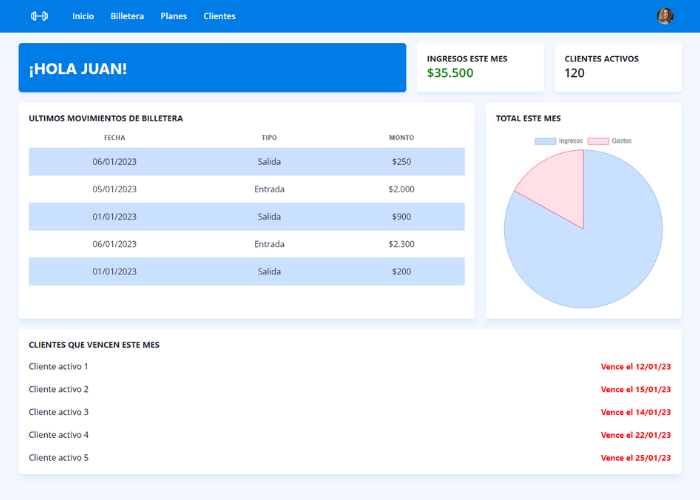 Inicio Billetera Planes Clientes
¡HOLA JUAN!
INGRESOS ESTE MES
$35.500
CLIENTES ACTIVOS
120
ULTIMOS MOVIMIENTOS DE BILLETERA
FECHA TIPO MONTO
06/01/2023 Salida $250
05/01/2023 Entrada $2.000
01/01/2023 Salida $900
06/01/2023 Entrada $2.300
01/01/2023 Salida $200
TOTAL ESTE MES
Ingresos Gastos
CLIENTES QUE VENCEN ESTE MES
Cliente activo 1 Vence el 12/01/23
Cliente activo 2 Vence el 15/01/23
Cliente activo 3 Vence el 14/01/23
Cliente activo 4 Vence el 22/01/23
Cliente activo 5 Vence el 25/01/23